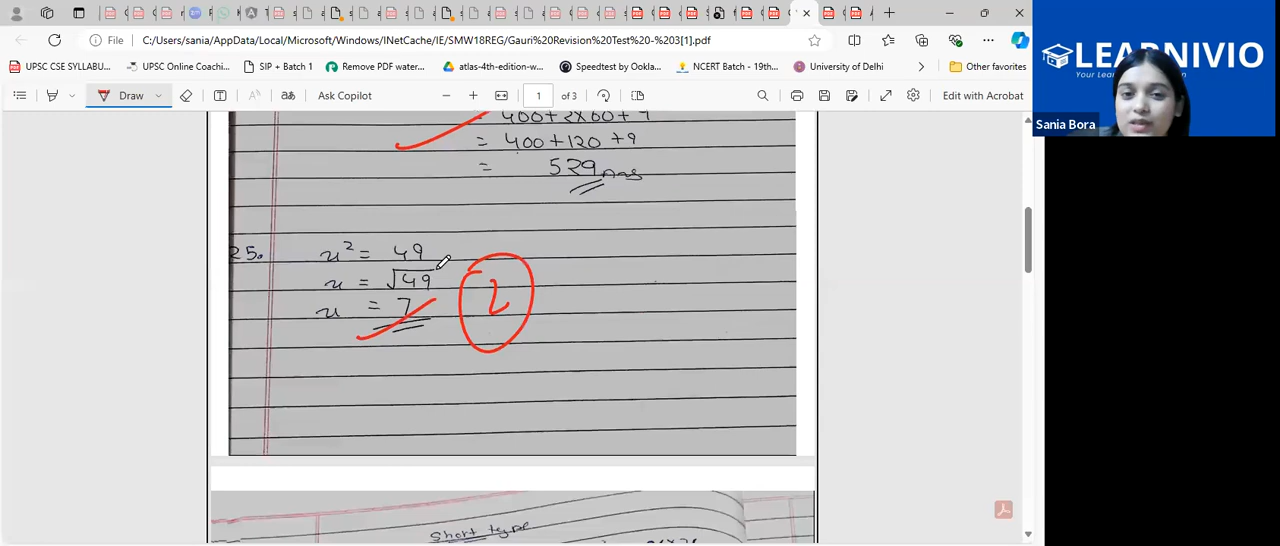 File C:/Users/sania/AppData/Local/Microsoft/Windows/INetCache/IE/SMW18REG/Gauri%20Revision%20Test%20-%203[1].pdf
UPSC CSE SYLLABU... UPSC Online Coachi... SIP + Batch 1 Remove PDF water... atlas-4th-edition-w... Speedtest by Ookla... NCERT Batch - 19th... University of Delhi Other favorites
Draw Ask Copilot 1 of 3 Edit with Acrobat
LEARNIVIO
Sania Bora
= 400+120+9
= 529 Ans
25. x² = 49
x = √49
x = 7
2
Short type